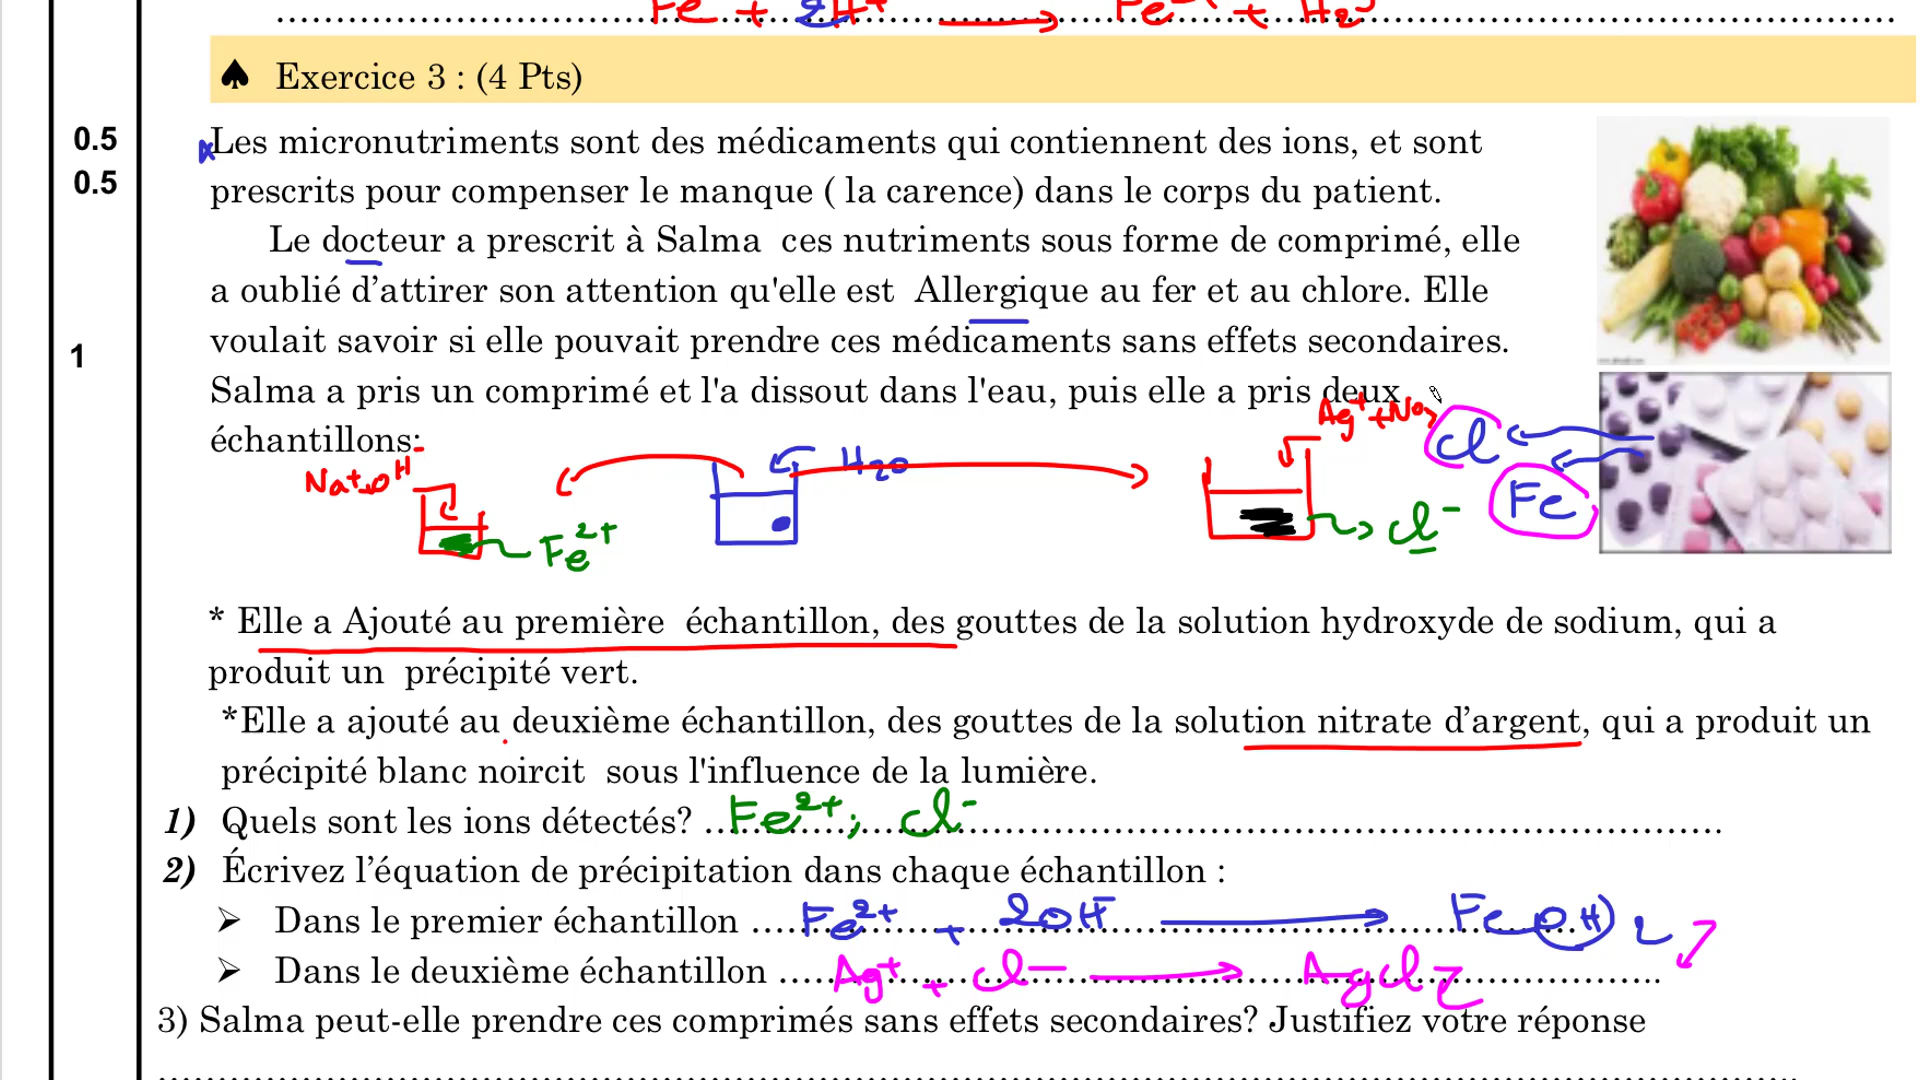 Fe + 2H+ → Fe2+ + H2
♠ Exercice 3 : (4 Pts)
0.5 Les micronutriments sont des médicaments qui contiennent des ions, et sont
0.5 prescrits pour compenser le manque ( la carence) dans le corps du patient.
Le docteur a prescrit à Salma ces nutriments sous forme de comprimé, elle
a oublié d’attirer son attention qu'elle est Allergique au fer et au chlore. Elle
1 voulait savoir si elle pouvait prendre ces médicaments sans effets secondaires.
Salma a pris un comprimé et l'a dissout dans l'eau, puis elle a pris deux
échantillons:
Na+ + OH- H2O Ag+ + NO3- Cl
Fe2+ Cl- Fe
* Elle a Ajouté au première échantillon, des gouttes de la solution hydroxyde de sodium, qui a
produit un précipité vert.
*Elle a ajouté au deuxième échantillon, des gouttes de la solution nitrate d’argent, qui a produit un
précipité blanc noircit sous l'influence de la lumière.
1) Quels sont les ions détectés? Fe2+; Cl-
2) Écrivez l’équation de précipitation dans chaque échantillon :
➢ Dans le premier échantillon Fe2+ + 2OH- → Fe(OH)2
➢ Dans le deuxième échantillon Ag+ + Cl- → AgCl
3) Salma peut-elle prendre ces comprimés sans effets secondaires? Justifiez votre réponse